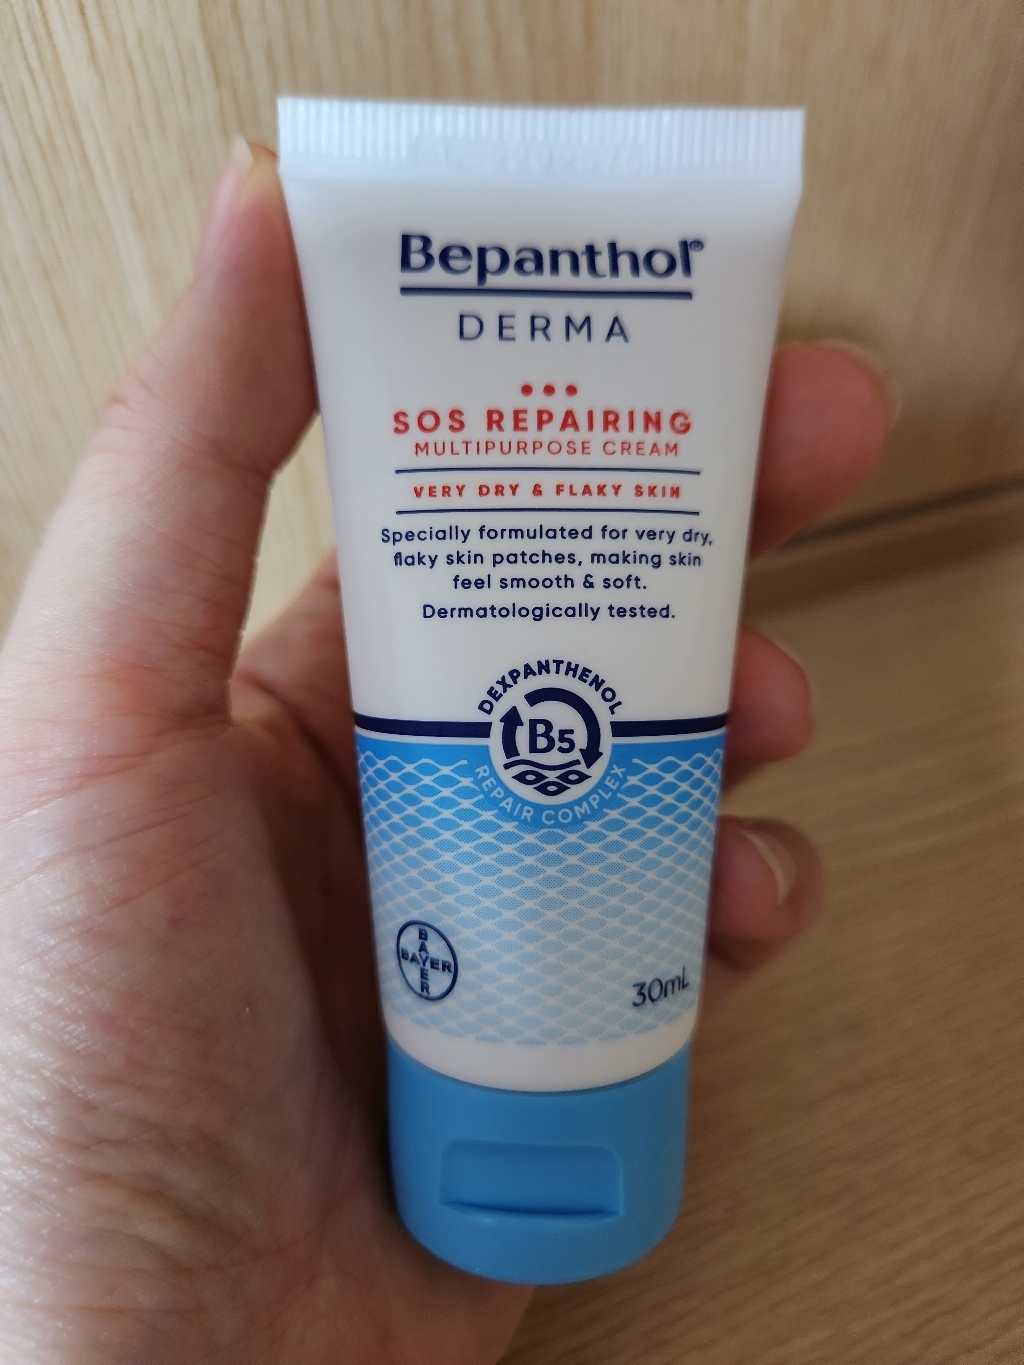 Bepanthol®
DERMA
SOS REPAIRING
MULTIPURPOSE CREAM
VERY DRY & FLAKY SKIN
Specially formulated for very dry,
flaky skin patches, making skin
feel smooth & soft.
Dermatologically tested.
DEXPANTHENOL
B5
REPAIR COMPLEX
BAYER
BAYER
30mL